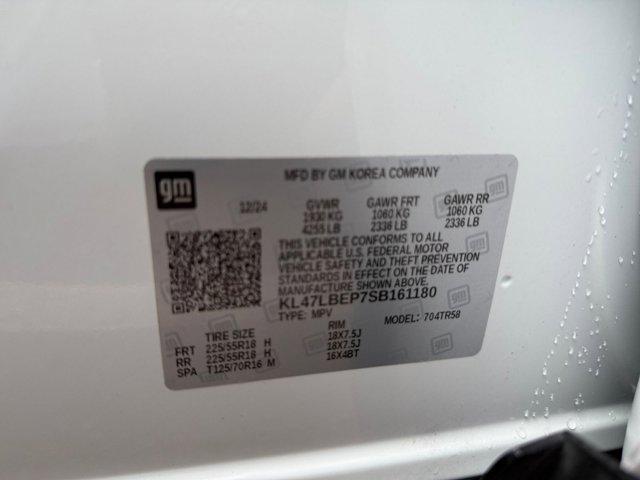 gm
MFD BY GM KOREA COMPANY
12/24 GVWR GAWR FRT GAWR RR
1930 KG 1060 KG 1060 KG
4255 LB 2336 LB 2336 LB
THIS VEHICLE CONFORMS TO ALL
APPLICABLE U.S. FEDERAL MOTOR
VEHICLE SAFETY AND THEFT PREVENTION
STANDARDS IN EFFECT ON THE DATE OF
MANUFACTURE SHOWN ABOVE.
KL47LBEP7SB161180
TYPE: MPV MODEL: 704TR58
TIRE SIZE RIM
FRT 225/55R18 H 18X7.5J
RR 225/55R18 H 18X7.5J
SPA T125/70R16 M 16X4BT